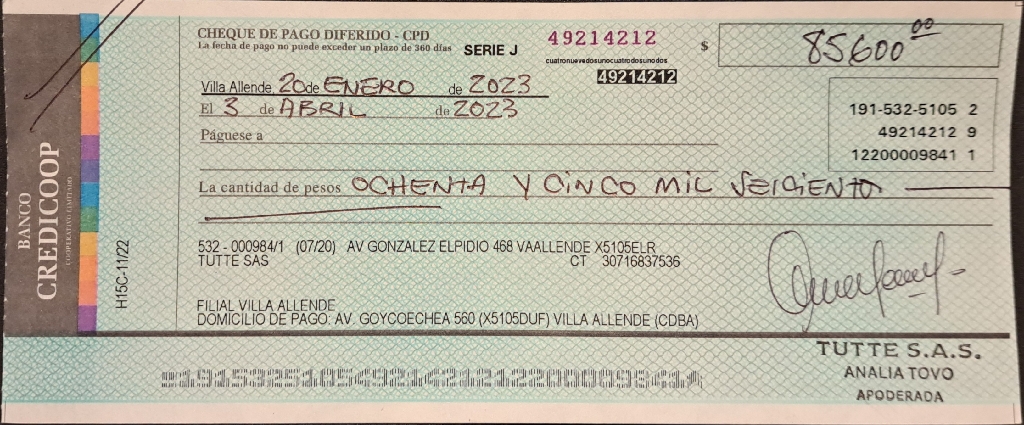 BANCO
CREDICOOP
COOPERATIVO LIMITADO
H15C-11/22
CHEQUE DE PAGO DIFERIDO - CPD
La fecha de pago no puede exceder un plazo de 360 días
SERIE J
49214212
cuatronuevedosunocuatrodosunodos
49214212
$ 85600 00
Villa Allende, 20 de ENERO de 2023
El 3 de ABRIL de 2023
Páguese a
191-532-5105 2
49214212 9
12200009841 1
La cantidad de pesos OCHENTA Y CINCO MIL SEICIENTO
532 - 000984/1 (07/20) AV GONZALEZ ELPIDIO 468 VAALLENDE X5105ELR
TUTTE SAS CT 30716837536
FILIAL VILLA ALLENDE
DOMICILIO DE PAGO: AV. GOYCOECHEA 560 (X5105DUF) VILLA ALLENDE (CDBA)
TUTTE S.A.S.
ANALIA TOVO
APODERADA